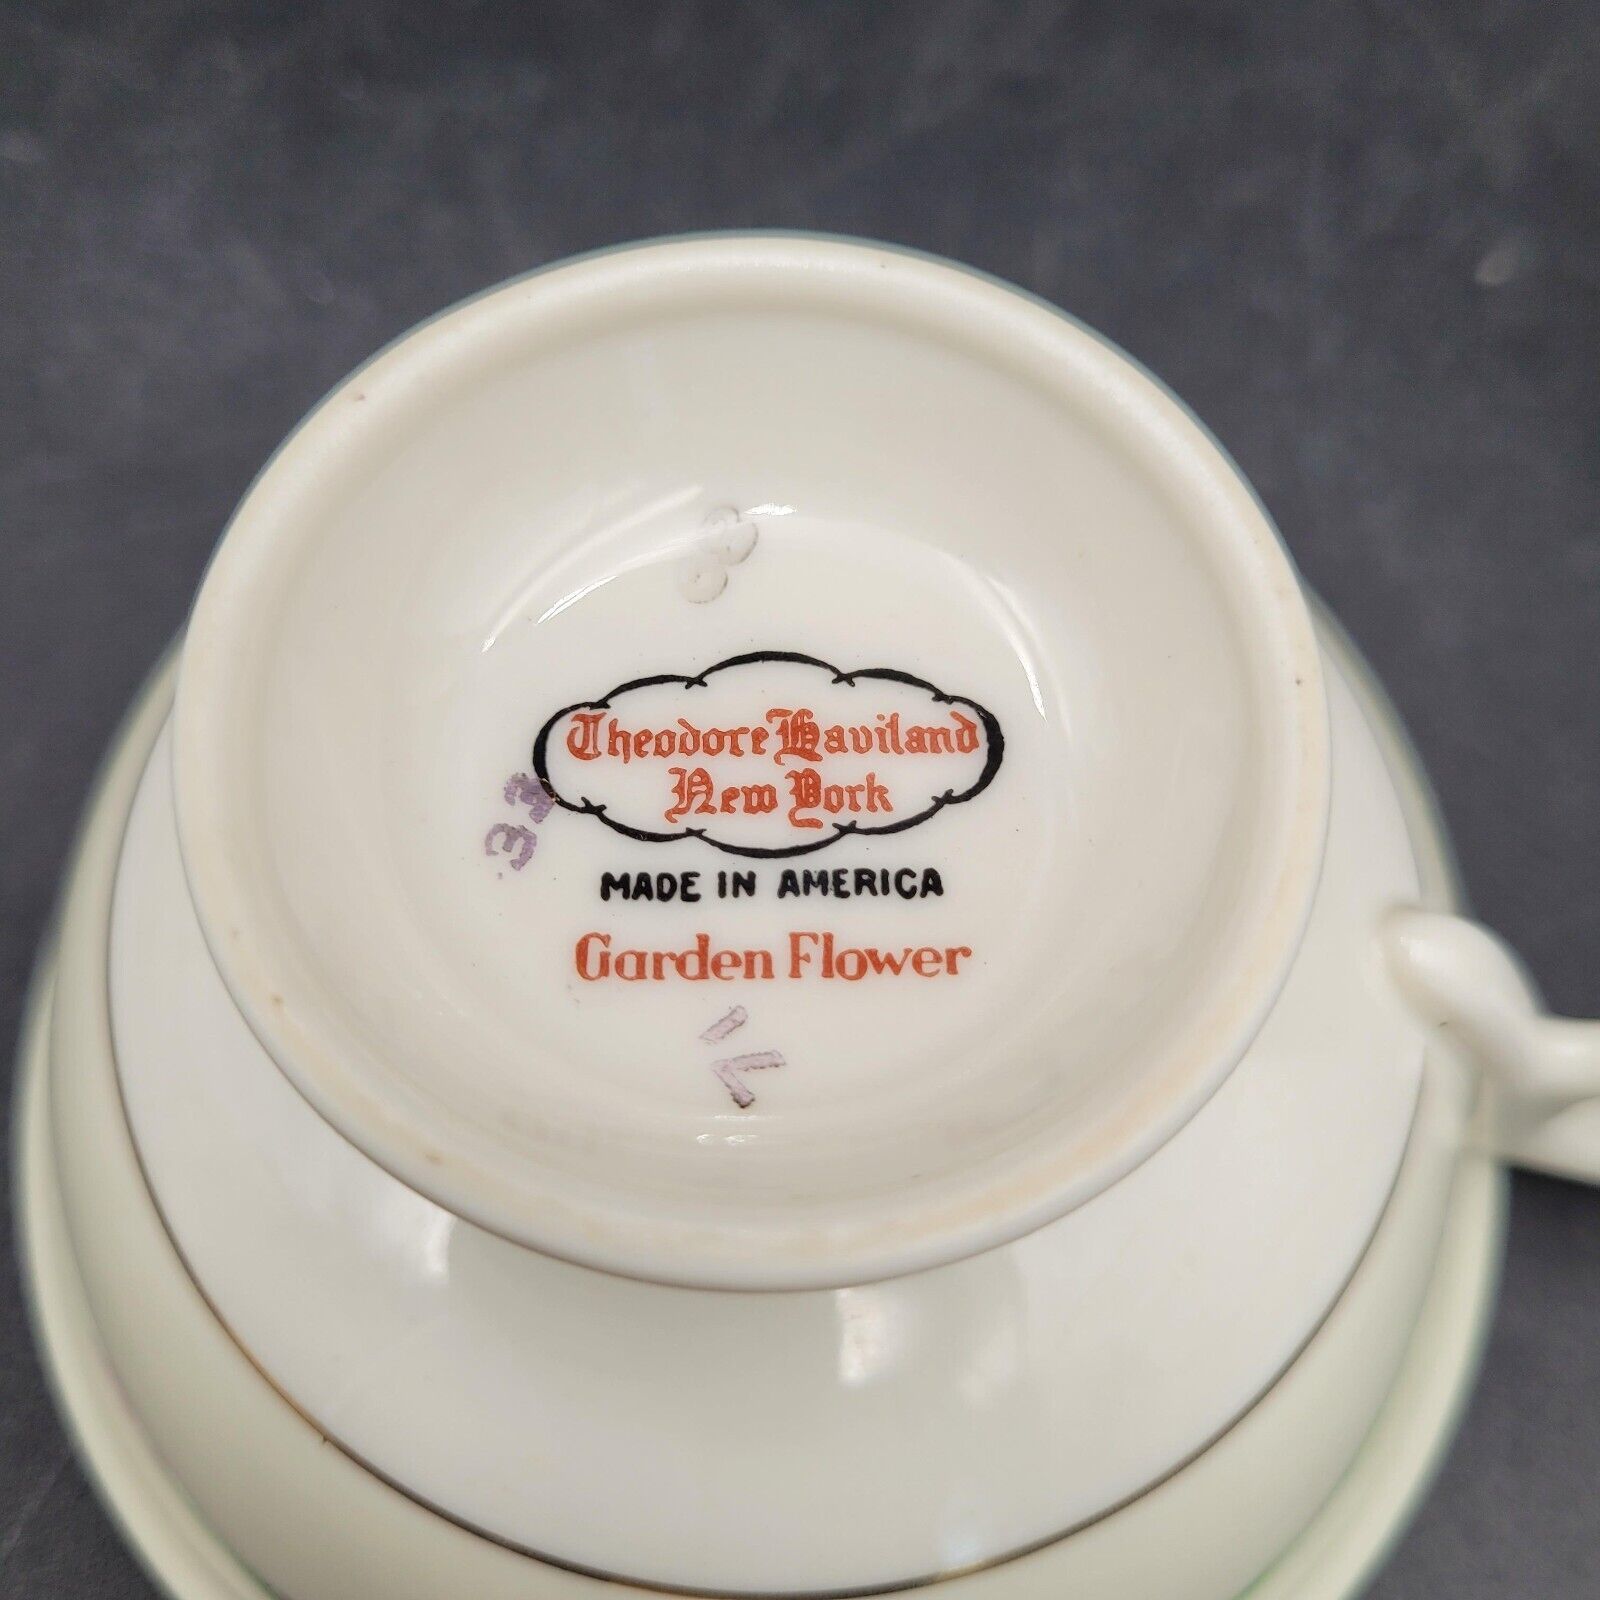 Theodore Haviland
New York
MADE IN AMERICA
Garden Flower